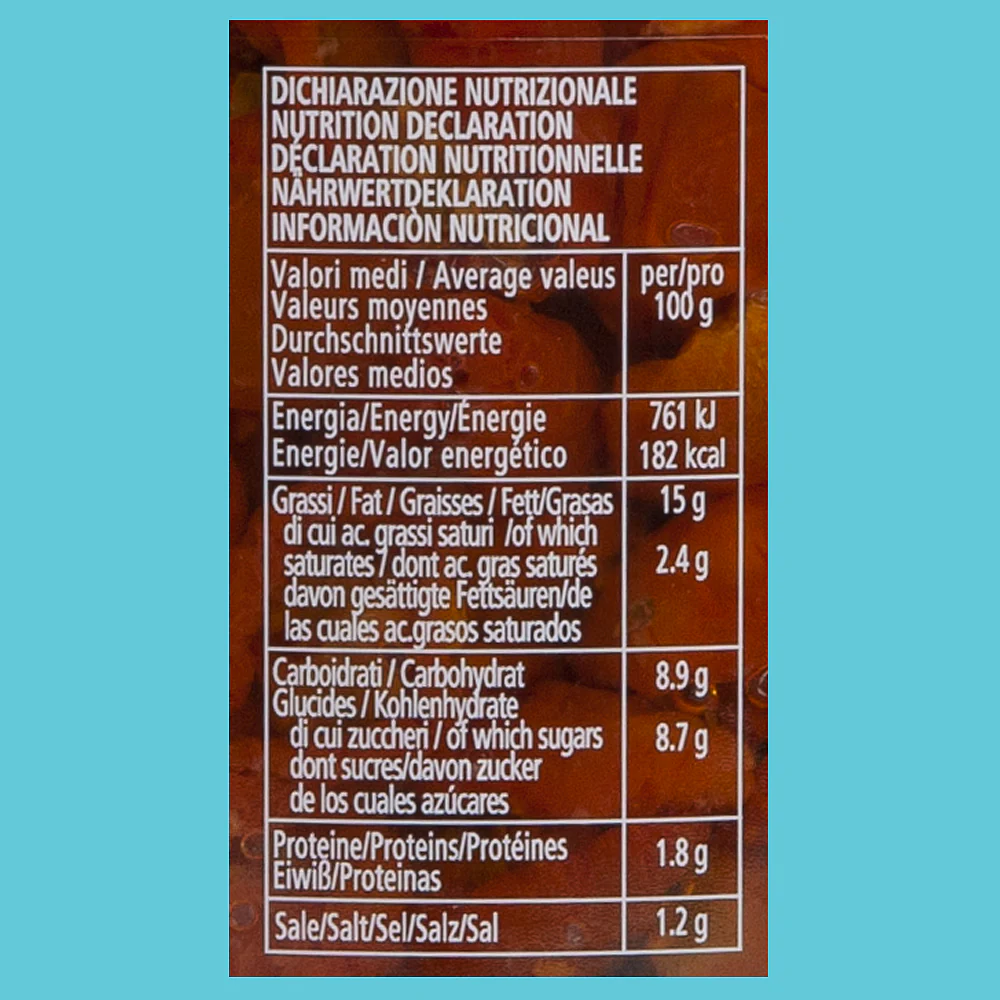 DICHIARAZIONE NUTRIZIONALE
NUTRITION DECLARATION
DÉCLARATION NUTRITIONNELLE
NÄHRWERTDEKLARATION
INFORMACIÒN NUTRICIONAL
Valori medi / Average valeus per/pro
Valeurs moyennes 100 g
Durchschnittswerte
Valores medios
Energia/Energy/Énergie 761 kJ
Energie/Valor energético 182 kcal
Grassi / Fat / Graisses / Fett/Grasas 15 g
di cui ac. grassi saturi /of which
saturates / dont ac. gras saturés 2.4 g
davon gesättigte Fettsäuren/de
las cuales ac.grasos saturados
Carboidrati / Carbohydrat 8.9 g
Glucides / Kohlenhydrate
di cui zuccheri / of which sugars 8.7 g
dont sucres/davon zucker
de los cuales azúcares
Proteine/Proteins/Protéines 1.8 g
Eiwiß/Proteinas
Sale/Salt/Sel/Salz/Sal 1.2 g